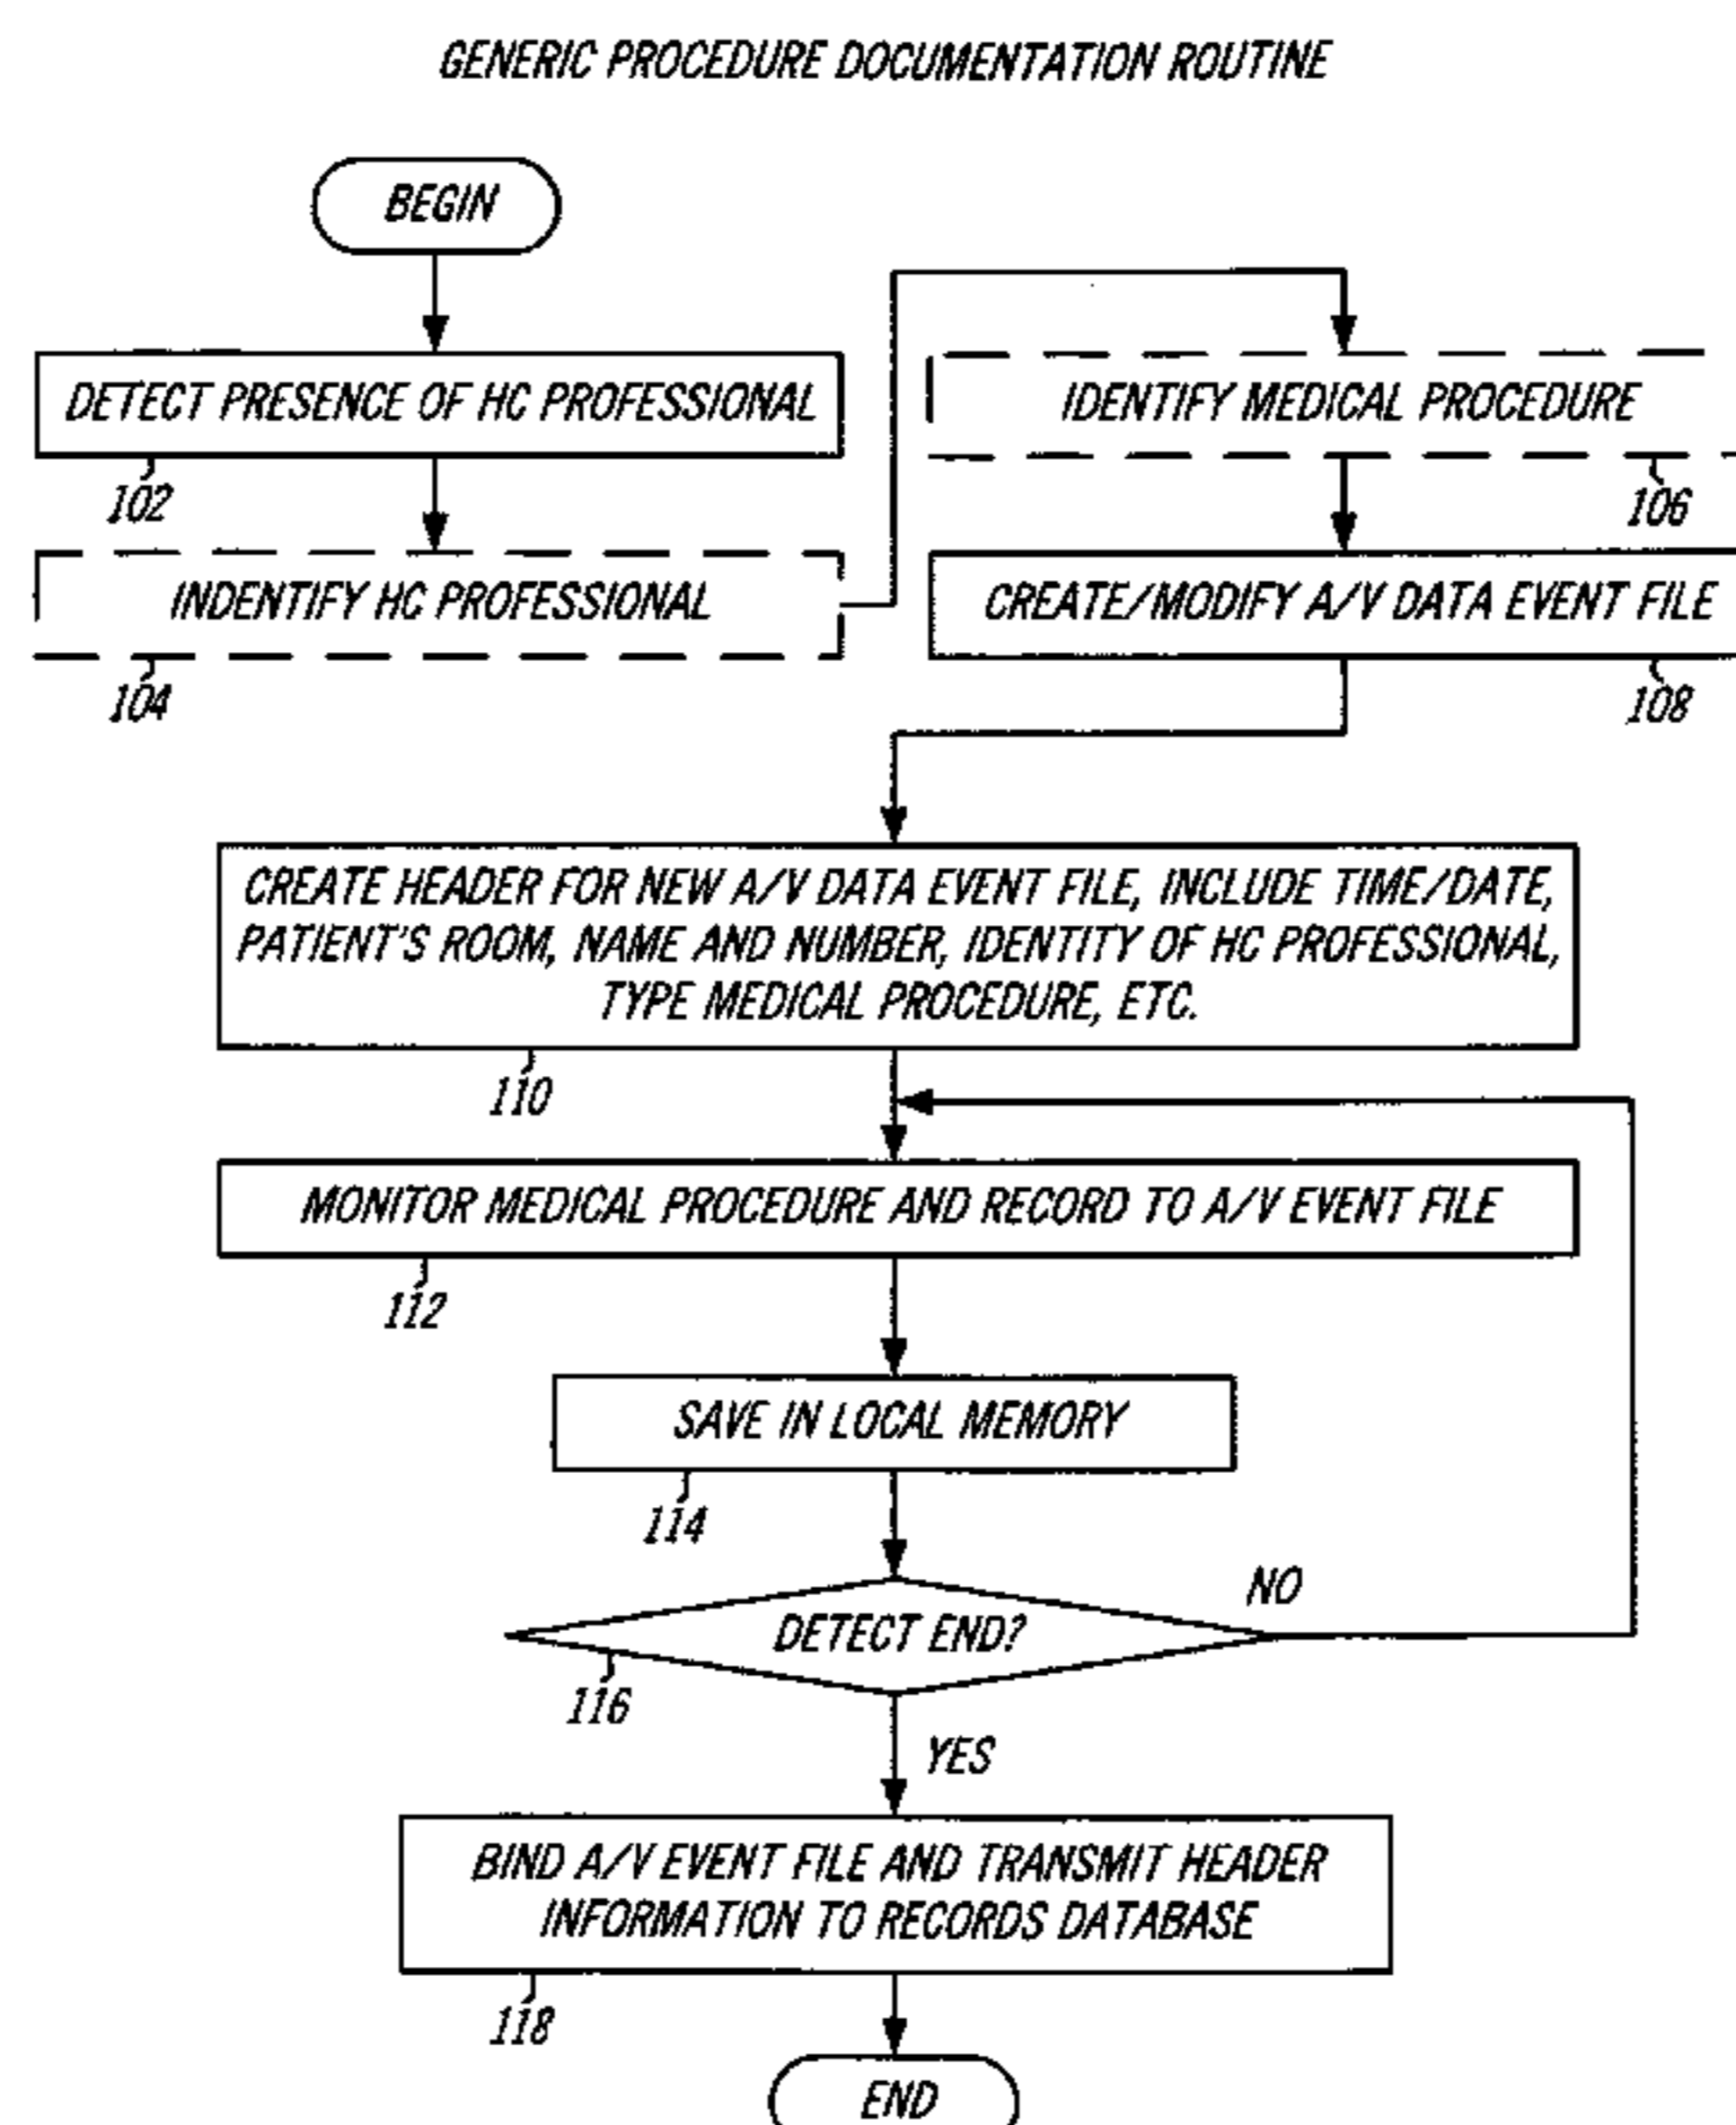 GENERIC PROCEDURE DOCUMENTATION ROUTINE
BEGIN
DETECT PRESENCE OF HC PROFESSIONAL
102
INDENTIFY HC PROFESSIONAL
104
IDENTIFY MEDICAL PROCEDURE
106
CREATE/MODIFY A/V DATA EVENT FILE
108
CREATE HEADER FOR NEW A/V DATA EVENT FILE, INCLUDE TIME/DATE,
PATIENT'S ROOM, NAME AND NUMBER, IDENTITY OF HC PROFESSIONAL,
TYPE MEDICAL PROCEDURE, ETC.
110
MONITOR MEDICAL PROCEDURE AND RECORD TO A/V EVENT FILE
112
SAVE IN LOCAL MEMORY
114
DETECT END?
NO
116
YES
BIND A/V EVENT FILE AND TRANSMIT HEADER
INFORMATION TO RECORDS DATABASE
118
END